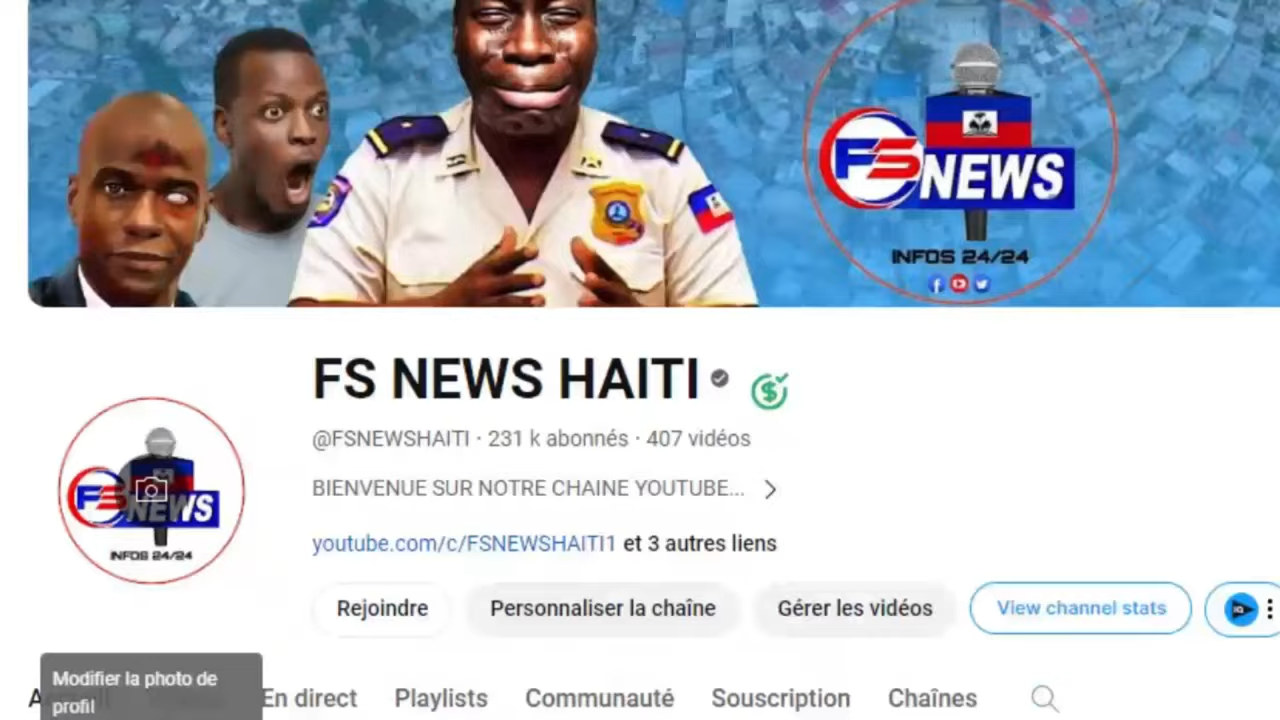 FS NEWS
INFOS 24/24
FS NEWS HAITI
@FSNEWSHAITI · 231 k abonnés · 407 vidéos
BIENVENUE SUR NOTRE CHAINE YOUTUBE...
youtube.com/c/FSNEWSHAITI1 et 3 autres liens
FS NEWS
INFOS 24/24
Rejoindre Personnaliser la chaîne Gérer les vidéos View channel stats
Modifier la photo de
profil
En direct Playlists Communauté Souscription Chaînes